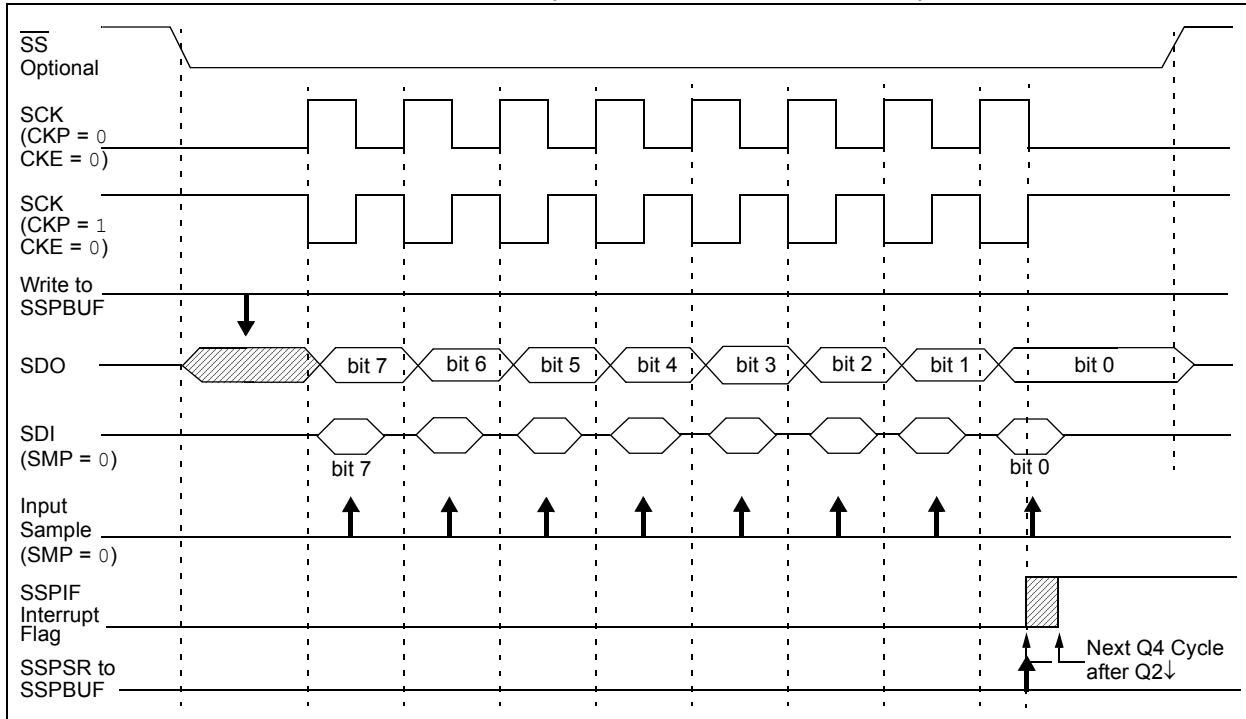 SS
Optional
SCK
(CKP = 0
CKE = 0)
SCK
(CKP = 1
CKE = 0)
Write to
SSPBUF
SDO
bit 7
bit 6
bit 5
bit 4
bit 3
bit 2
bit 1
bit 0
SDI
(SMP = 0)
bit 7
bit 0
Input
Sample
(SMP = 0)
SSPIF
Interrupt
Flag
SSPSR to
SSPBUF
Next Q4 Cycle
after Q2↓